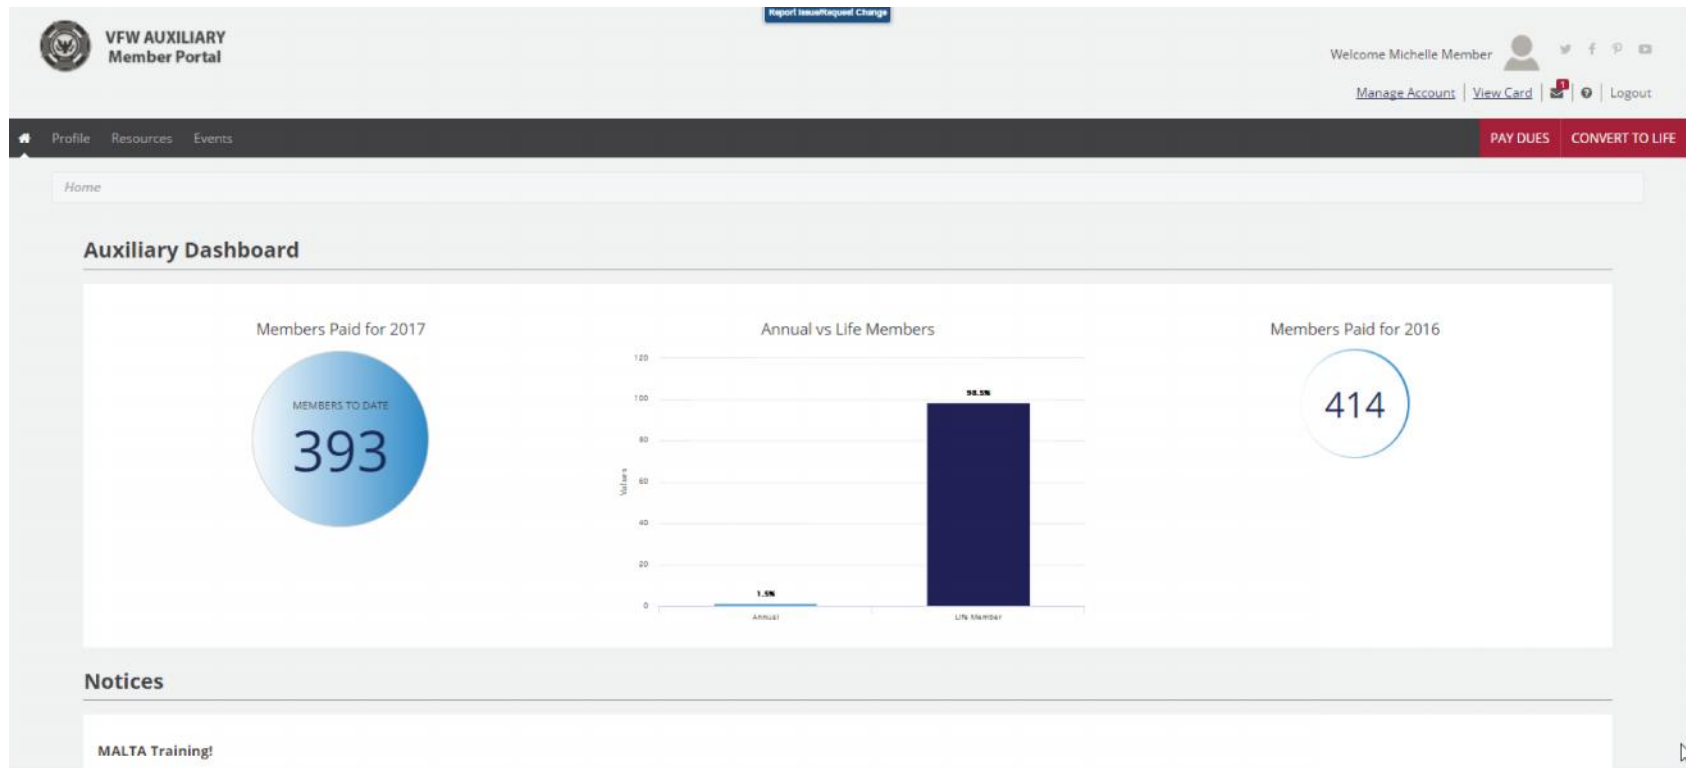 Report Issue/Request Change
VFW AUXILIARY
Member Portal
Welcome Michelle Member
Manage Account | View Card | 1 | Logout
Profile Resources Events
PAY DUES CONVERT TO LIFE
Home
Auxiliary Dashboard
Members Paid for 2017
MEMBERS TO DATE
393
Annual vs Life Members
120
100
80
60
40
20
0
Values
1.5%
98.5%
Annual
Life Member
Members Paid for 2016
414
Notices
MALTA Training!